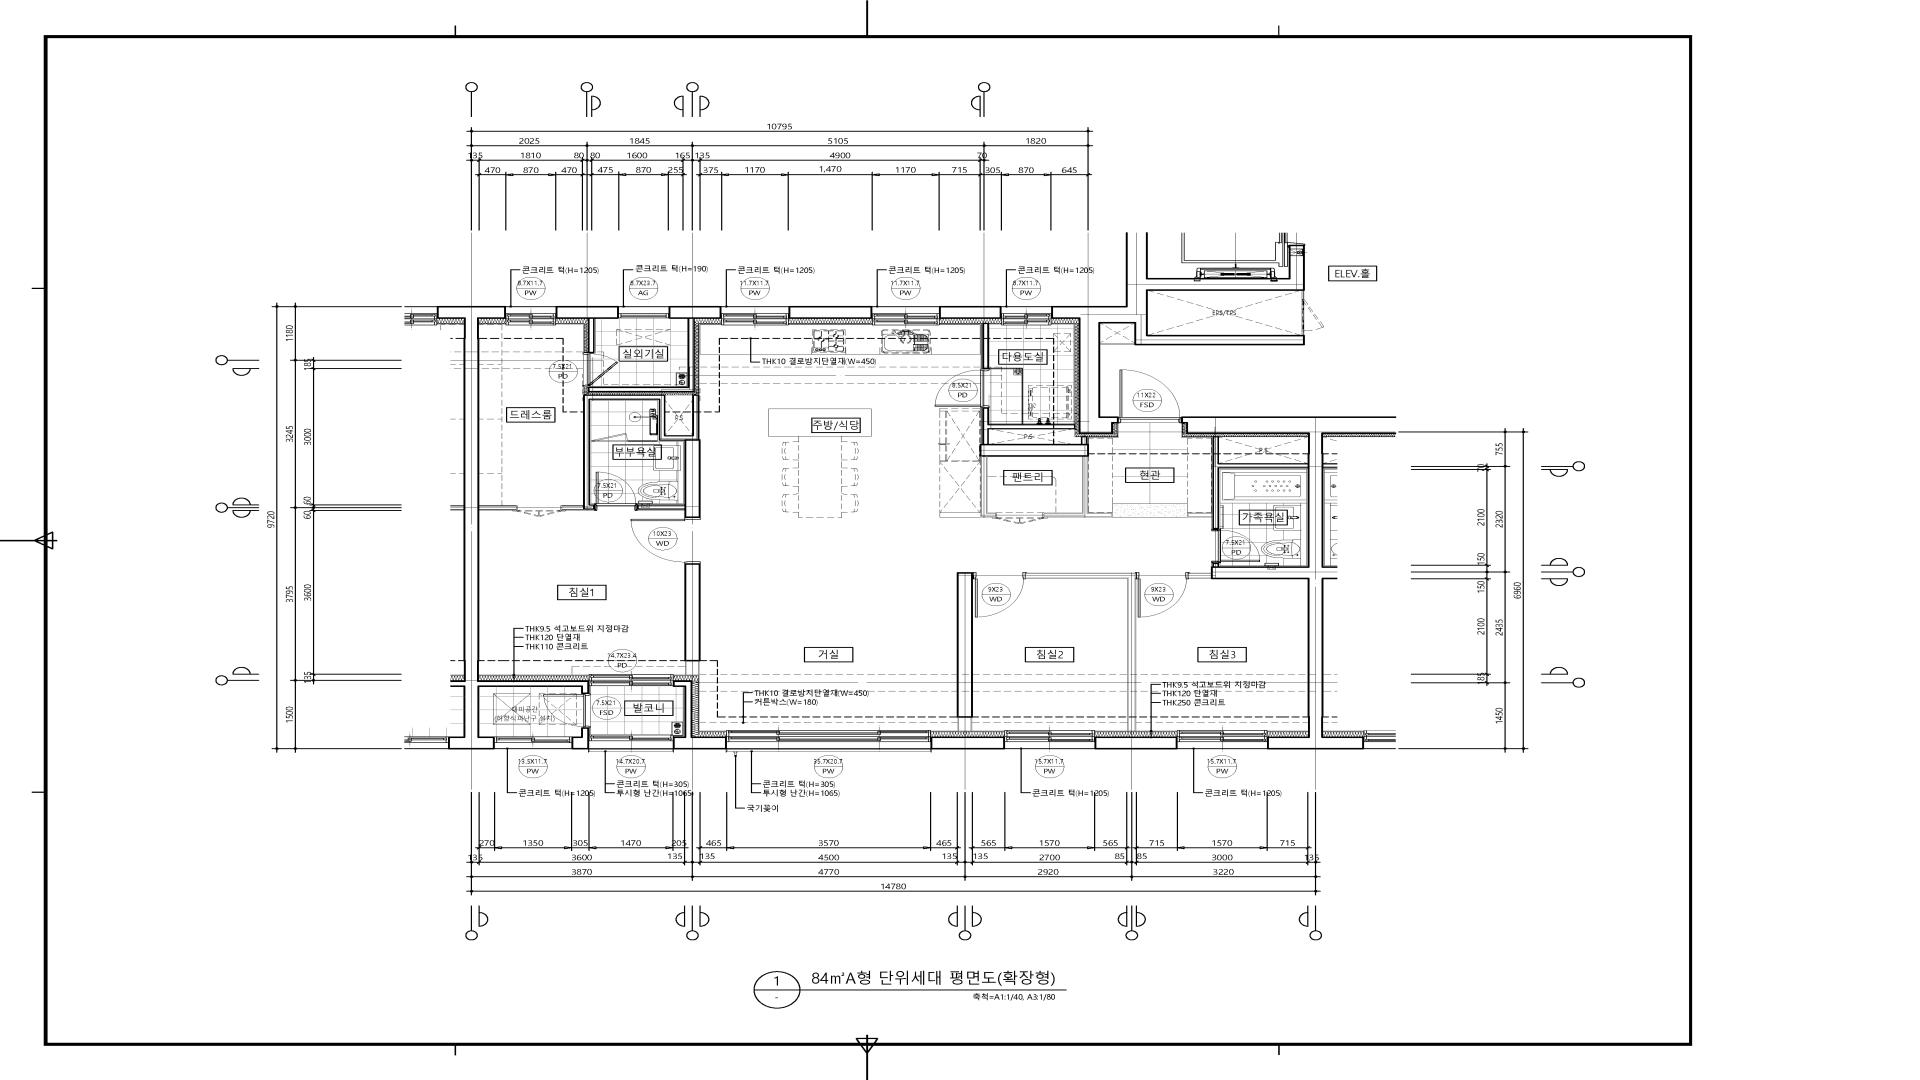 10795
2025 1845 5105 1820
135 1810 80 80 1600 165 135 4900 70
470 870 470 475 870 255 375 1170 1,470 1170 715 305 870 645
콘크리트 턱(H=1205)
콘크리트 턱(H=190)
콘크리트 턱(H=1205)
콘크리트 턱(H=1205)
콘크리트 턱(H=1205)
PW
AG
11.7X11.7
PW
11.7X11.7
PW
PW
ELEV.홀
실외기실
7.5X21
PD
THK10 결로방지단열재(W=450)
다용도실
8.5X21
PD
11X22
FSD
드레스룸
주방/식당
P.S
부부욕실
7.5X21
PD
팬트리
현관
P.S
가족욕실
7.5X21
PD
10X23
WD
침실1
9X23
WD
9X23
WD
THK9.5 석고보드위 지정마감
THK120 단열재
THK110 콘크리트
거실
침실2
침실3
14.7X23.4
PD
THK10 결로방지단열재(W=450)
커튼박스(W=180)
THK9.5 석고보드위 지정마감
THK120 단열재
THK250 콘크리트
대피공간
7.5X21
FSD
발코니
13.5X11.7
PW
14.7X20.7
PW
35.7X20.7
PW
15.7X11.7
PW
15.7X11.7
PW
콘크리트 턱(H=1205)
콘크리트 턱(H=305)
투시형 난간(H=1065)
콘크리트 턱(H=305)
투시형 난간(H=1065)
국기꽂이
콘크리트 턱(H=1205)
콘크리트 턱(H=1205)
9720
1180
3245
3795
1500
185
3000
60
60
3600
135
755
2320
2435
1450
70
2100
150
150
2100
185
6960
270 1350 305 1470 205 465 3570 465 565 1570 565 715 1570 715
135 3600 135 135 4500 135 135 2700 85 85 3000 135
3870 4770 2920 3220
14780
1
-
84㎡A형 단위세대 평면도(확장형)
축척=A1:1/40, A3:1/80